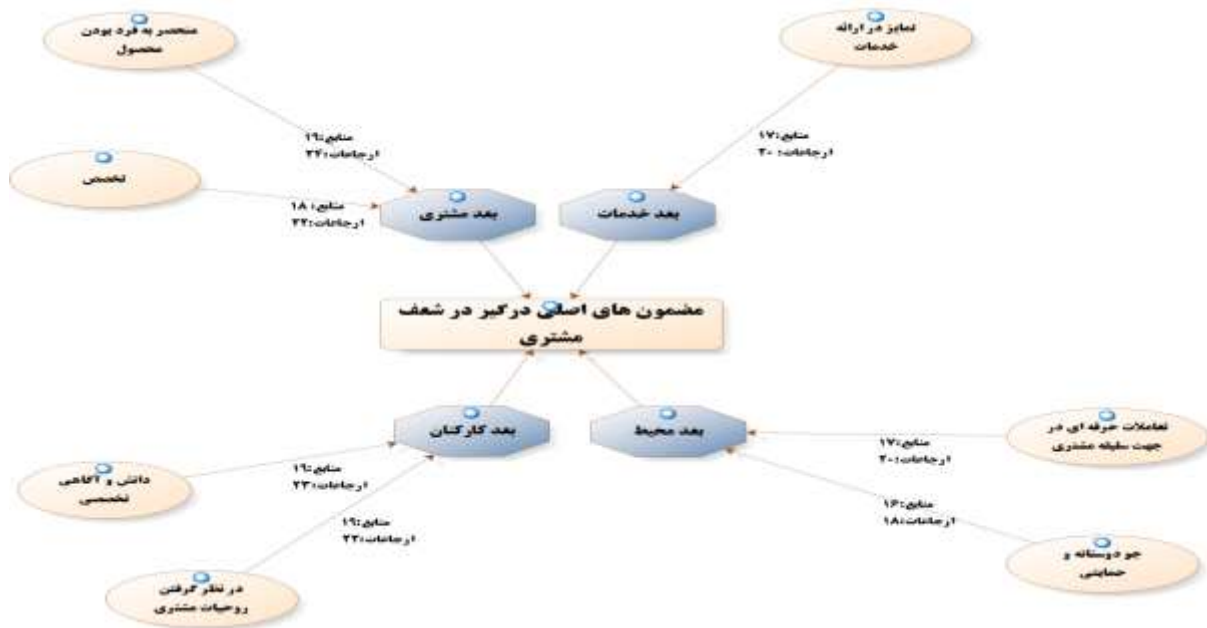 منحصر به فرد بودن
محصول
تمایز در ارائه
خدمات
منابع:۱۹
ارجاعات:۲۴
منابع:۱۷
ارجاعات: ۲۰
تخصص
منابع: ۱۸
ارجاعات:۲۲
بعد مشتری
بعد خدمات
مضمون های اصلی درگیر در شعف
مشتری
بعد کارکنان
بعد محیط
تعاملات حرفه ای در
جهت سلیقه مشتری
منابع:۱۷
ارجاعات:۲۰
دانش و آگاهی
تخصصی
منابع:۱۹
ارجاعات:۲۳
منابع:۱۶
ارجاعات:۱۸
منابع:۱۹
ارجاعات:۲۲
جو دوستانه و
حمایتی
در نظر گرفتن
روحیات مشتری